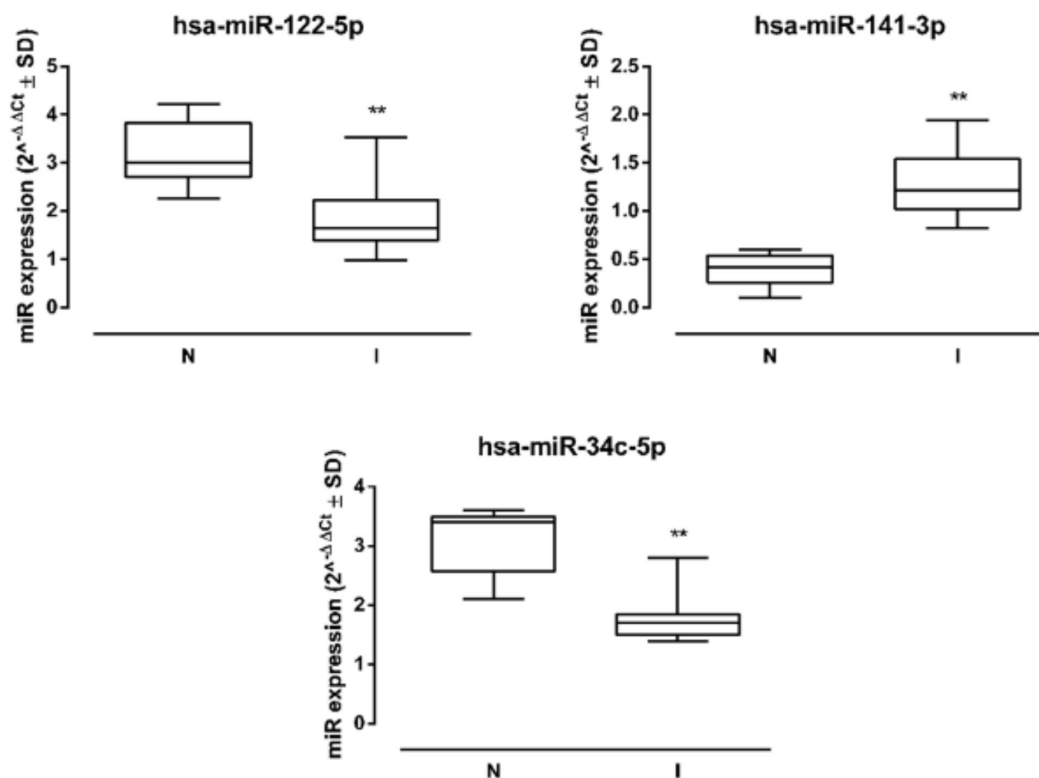 hsa-miR-122-5p
miR expression (2^-ΔΔCt ± SD)
5
4
3
2
1
0
**
N I
hsa-miR-141-3p
miR expression (2^-ΔΔCt ± SD)
2.5
2.0
1.5
1.0
0.5
0.0
**
N I
hsa-miR-34c-5p
miR expression (2^-ΔΔCt ± SD)
4
3
2
1
0
**
N I